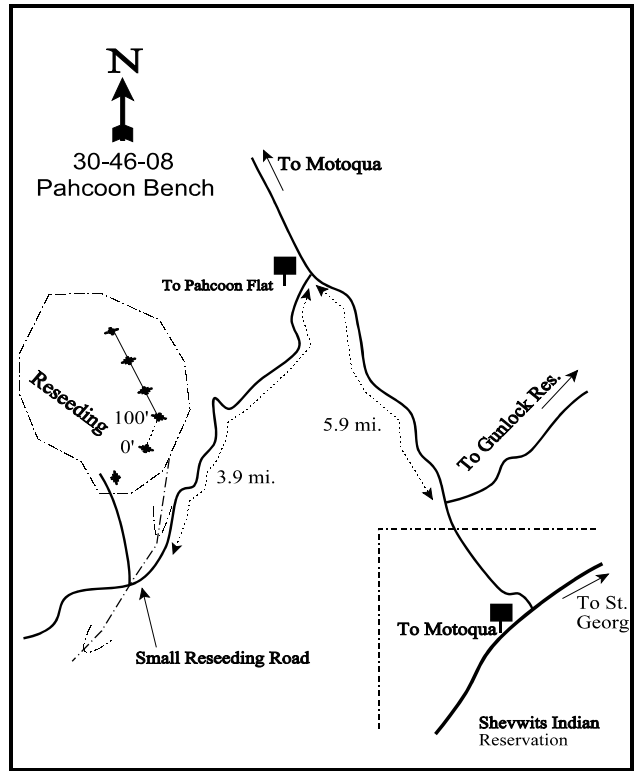 N
30-46-08
Pahcoon Bench
To Motoqua
To Pahcoon Flat
Reseeding
100'
0'
5.9 mi.
3.9 mi.
To Gunlock Res.
To Motoqua
To St.
Georg
Small Reseeding Road
Shevwits Indian
Reservation